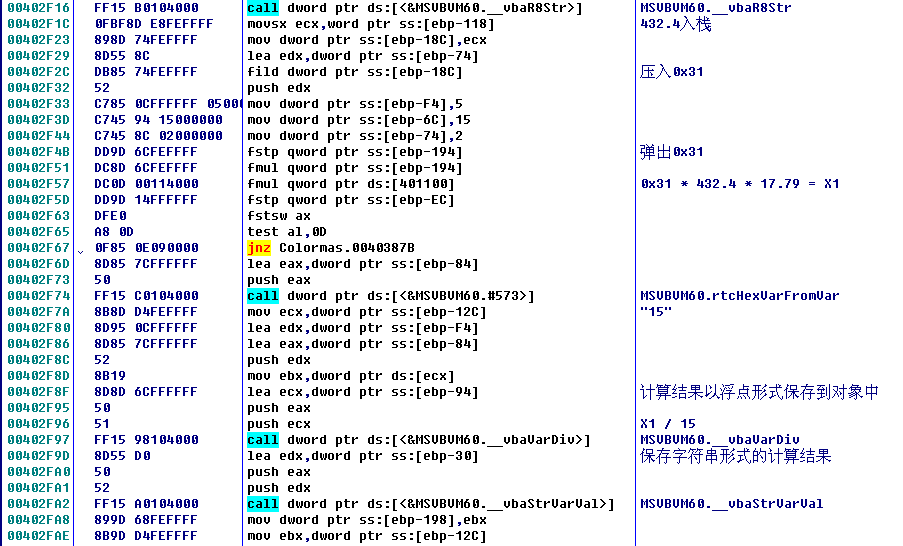 00402F16 FF15 B0104000 call dword ptr ds:[<&MSVBVM60.__vbaR8Str>] MSVBVM60.__vbaR8Str
00402F1C 0FBF8D E8FEFFFF movsx ecx,word ptr ss:[ebp-118] 432.4入栈
00402F23 898D 74FEFFFF mov dword ptr ss:[ebp-18C],ecx
00402F29 8D55 8C lea edx,dword ptr ss:[ebp-74]
00402F2C DB85 74FEFFFF fild dword ptr ss:[ebp-18C] 压入0x31
00402F32 52 push edx
00402F33 C785 0CFFFFFF 0500 mov dword ptr ss:[ebp-F4],5
00402F3D C745 94 15000000 mov dword ptr ss:[ebp-6C],15
00402F44 C745 8C 02000000 mov dword ptr ss:[ebp-74],2
00402F4B DD9D 6CFEFFFF fstp qword ptr ss:[ebp-194] 弹出0x31
00402F51 DC8D 6CFEFFFF fmul qword ptr ss:[ebp-194]
00402F57 DC0D 00114000 fmul qword ptr ds:[401100] 0x31 * 432.4 * 17.79 = X1
00402F5D DD9D 14FFFFFF fstp qword ptr ss:[ebp-EC]
00402F63 DFE0 fstsw ax
00402F65 A8 0D test al,0D
00402F67 0F85 0E090000 jnz Colormas.0040387B
00402F6D 8D85 7CFFFFFF lea eax,dword ptr ss:[ebp-84]
00402F73 50 push eax
00402F74 FF15 C0104000 call dword ptr ds:[<&MSVBVM60.#573>] MSVBVM60.rtcHexVarFromVar
00402F7A 8B8D D4FEFFFF mov ecx,dword ptr ss:[ebp-12C] "15"
00402F80 8D95 0CFFFFFF lea edx,dword ptr ss:[ebp-F4]
00402F86 8D85 7CFFFFFF lea eax,dword ptr ss:[ebp-84]
00402F8C 52 push edx
00402F8D 8B19 mov ebx,dword ptr ds:[ecx]
00402F8F 8D8D 6CFFFFFF lea ecx,dword ptr ss:[ebp-94] 计算结果以浮点形式保存到对象中
00402F95 50 push eax
00402F96 51 push ecx X1 / 15
00402F97 FF15 98104000 call dword ptr ds:[<&MSVBVM60.__vbaVarDiv>] MSVBVM60.__vbaVarDiv
00402F9D 8D55 D0 lea edx,dword ptr ss:[ebp-30] 保存字符串形式的计算结果
00402FA0 50 push eax
00402FA1 52 push edx
00402FA2 FF15 A0104000 call dword ptr ds:[<&MSVBVM60.__vbaStrVarVal>] MSVBVM60.__vbaStrVarVal
00402FA8 899D 68FEFFFF mov dword ptr ss:[ebp-198],ebx
00402FAE 8B9D D4FEFFFF mov ebx,dword ptr ss:[ebp-12C]